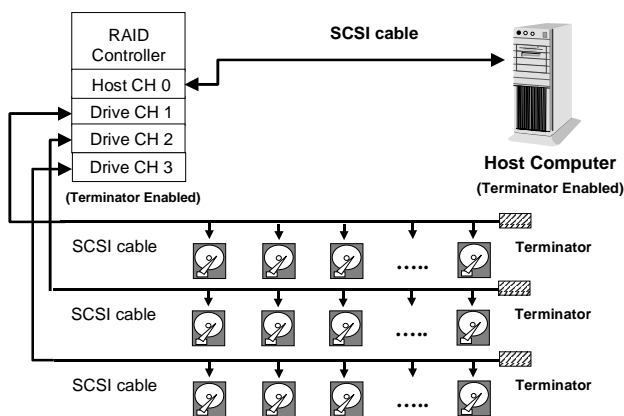 RAID
Controller
Host CH 0
Drive CH 1
Drive CH 2
Drive CH 3
(Terminator Enabled)
SCSI cable
Host Computer
(Terminator Enabled)
SCSI cable
.....
Terminator
SCSI cable
.....
Terminator
SCSI cable
.....
Terminator